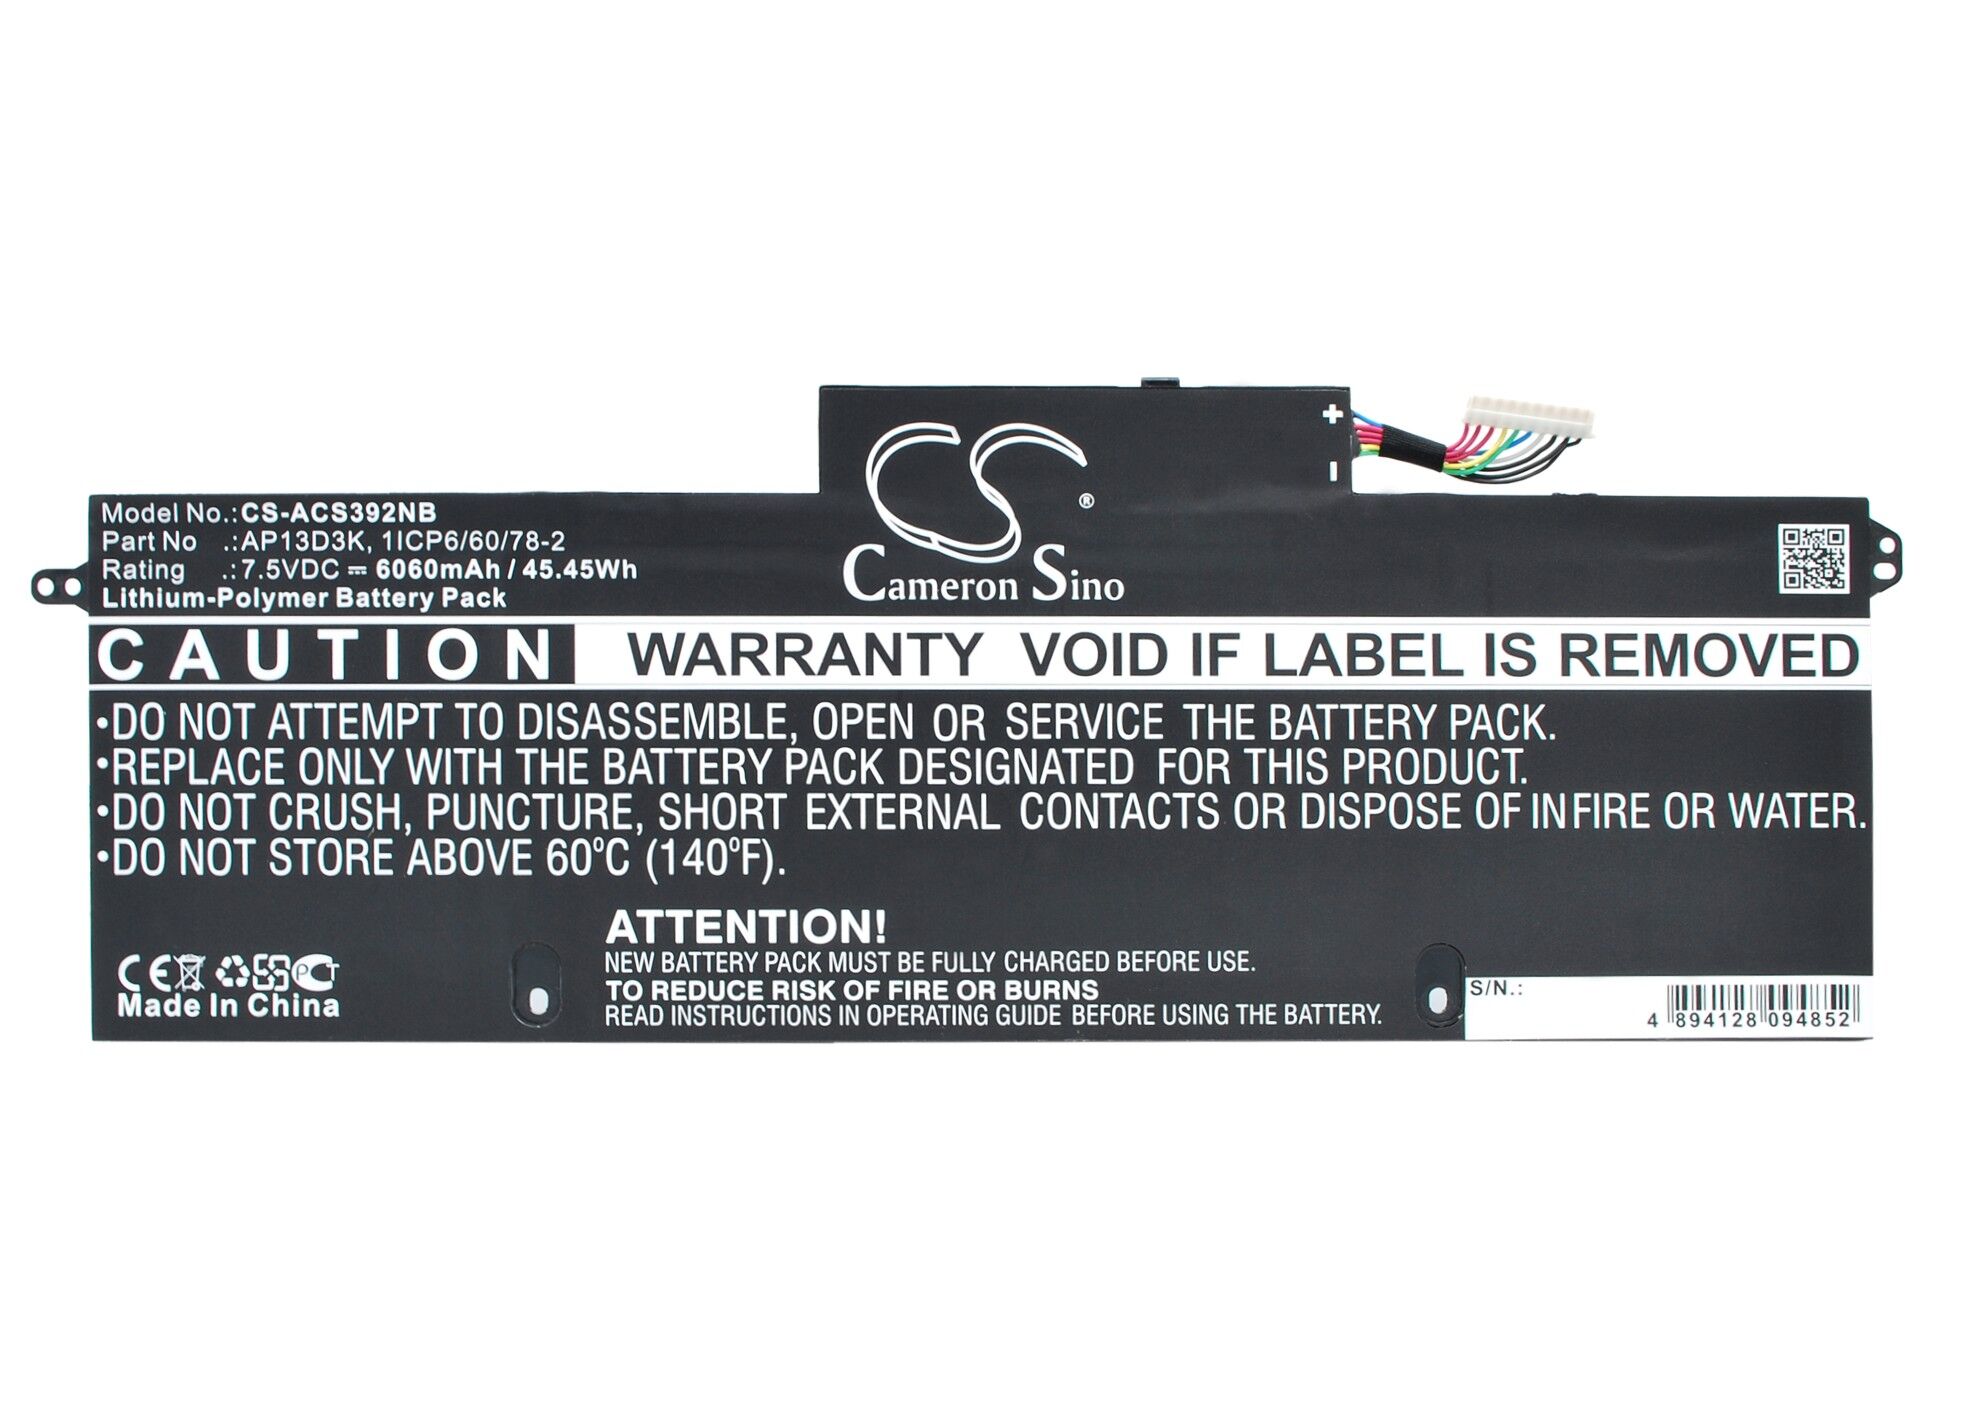 CS®
Cameron Sino
+
-
Model No.:CS-ACS392NB
Part No .:AP13D3K, 1ICP6/60/78-2
Rating .:7.5VDC ⎓ 6060mAh / 45.45Wh
Lithium-Polymer Battery Pack
CAUTION WARRANTY VOID IF LABEL IS REMOVED
•DO NOT ATTEMPT TO DISASSEMBLE, OPEN OR SERVICE THE BATTERY PACK.
•REPLACE ONLY WITH THE BATTERY PACK DESIGNATED FOR THIS PRODUCT.
•DO NOT CRUSH, PUNCTURE, SHORT EXTERNAL CONTACTS OR DISPOSE OF IN FIRE OR WATER.
•DO NOT STORE ABOVE 60°C (140°F).
CE PCT
Made In China
ATTENTION!
NEW BATTERY PACK MUST BE FULLY CHARGED BEFORE USE.
TO REDUCE RISK OF FIRE OR BURNS
READ INSTRUCTIONS IN OPERATING GUIDE BEFORE USING THE BATTERY.
S/N.:
4 894128 094852